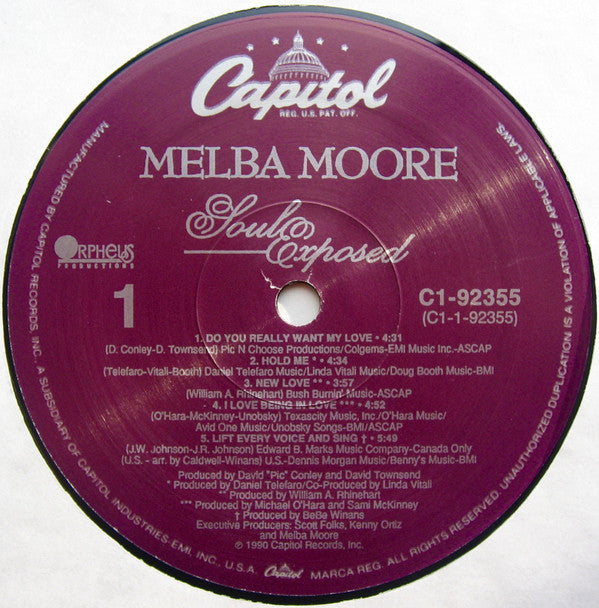 Capitol
REG. U.S. PAT. OFF.
MELBA MOORE
Soul Exposed
ORPHEUS
PRODUCTIONS
1
C1-92355
(C1-1-92355)
1. DO YOU REALLY WANT MY LOVE • 4:31
(D. Conley-D. Townsend) Pic N Choose Productions/Colgems-EMI Music Inc.-ASCAP
2. HOLD ME * • 4:34
(Telefaro-Vitali-Booth) Daniel Telefaro Music/Linda Vitali Music/Doug Booth Music-BMI
3. NEW LOVE ** • 3:57
(William A. Rhinehart) Bush Burnin' Music-ASCAP
4. I LOVE BEING IN LOVE *** • 4:52
(O'Hara-McKinney-Unobsky) Texascity Music, Inc./O'Hara Music/
Avid One Music/Unobsky Songs-BMI/ASCAP
5. LIFT EVERY VOICE AND SING † • 5:49
(J.W. Johnson-J.R. Johnson) Edward B. Marks Music Company-Canada Only
(U.S. - arr. by Caldwell-Winans) U.S.-Dennis Morgan Music/Benny's Music-BMI
Produced by David "Pic" Conley and David Townsend
* Produced by Daniel Telefaro/Co-Produced by Linda Vitali
** Produced by William A. Rhinehart
*** Produced by Michael O'Hara and Sami McKinney
† Produced by BeBe Winans
Executive Producers: Scott Folks, Kenny Ortiz
and Melba Moore
℗ 1990 Capitol Records, Inc.
MANUFACTURED BY CAPITOL RECORDS, INC., A SUBSIDIARY OF CAPITOL INDUSTRIES-EMI, INC., U.S.A. Capitol MARCA REG. ALL RIGHTS RESERVED. UNAUTHORIZED DUPLICATION IS A VIOLATION OF APPLICABLE LAWS.